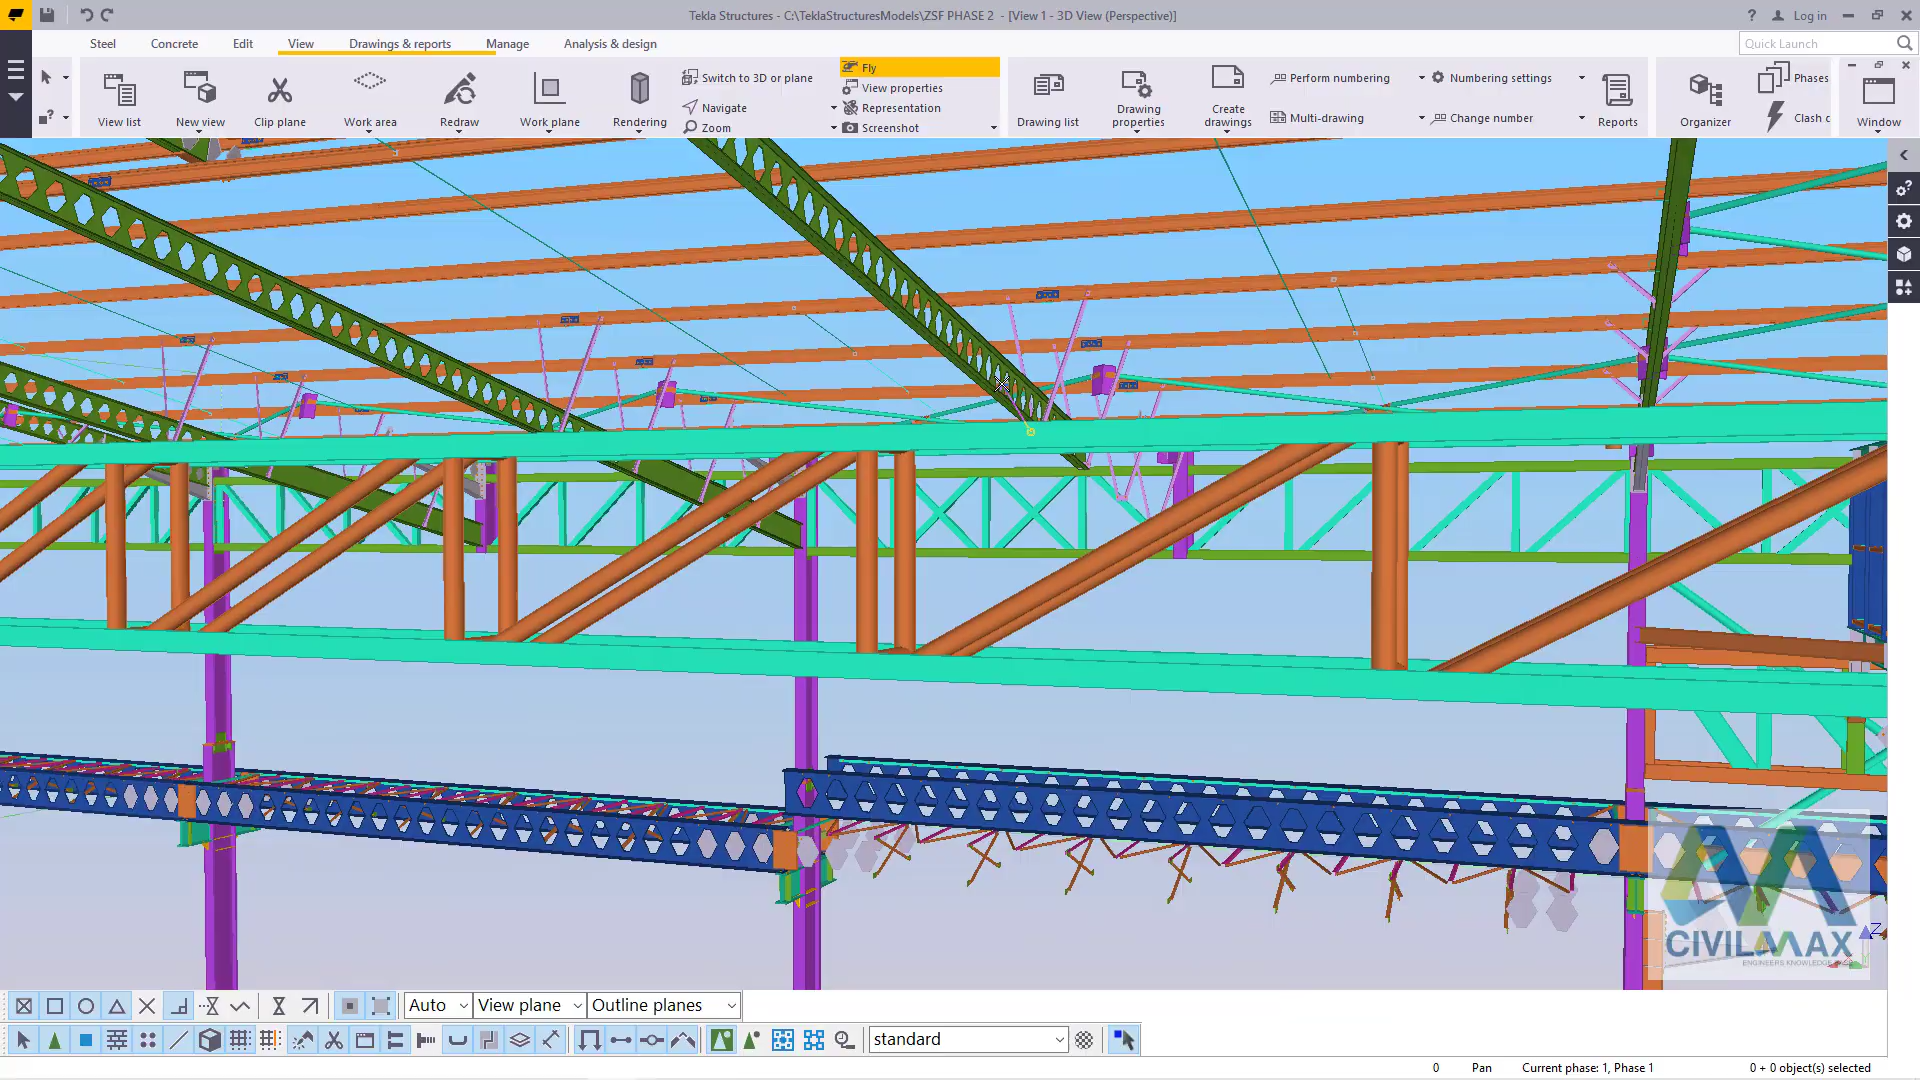 Tekla Structures - C:\TeklaStructuresModels\ZSF PHASE 2 - [View 1 - 3D View (Perspective)]
? Log in
Steel Concrete Edit View Drawings & reports Manage Analysis & design
Quick Launch
View list
New view
Clip plane
Work area
Redraw
Work plane
Rendering
Switch to 3D or plane
Navigate
Zoom
Fly
View properties
Representation
Screenshot
Drawing list
Drawing
properties
Create
drawings
Perform numbering
Multi-drawing
Numbering settings
Change number
Reports
Organizer
Phases
Clash c
Window
CIVILMAX
ENGINEERS KNOWLEDGE
Z
Auto View plane Outline planes
standard
0 Pan Current phase: 1, Phase 1 0 + 0 object(s) selected